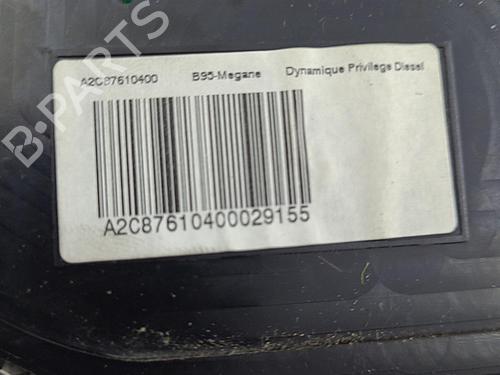 A2C87610400 B95-Megane Dynamique Privilege Diesel
A2C87610400029155
B-PARTS